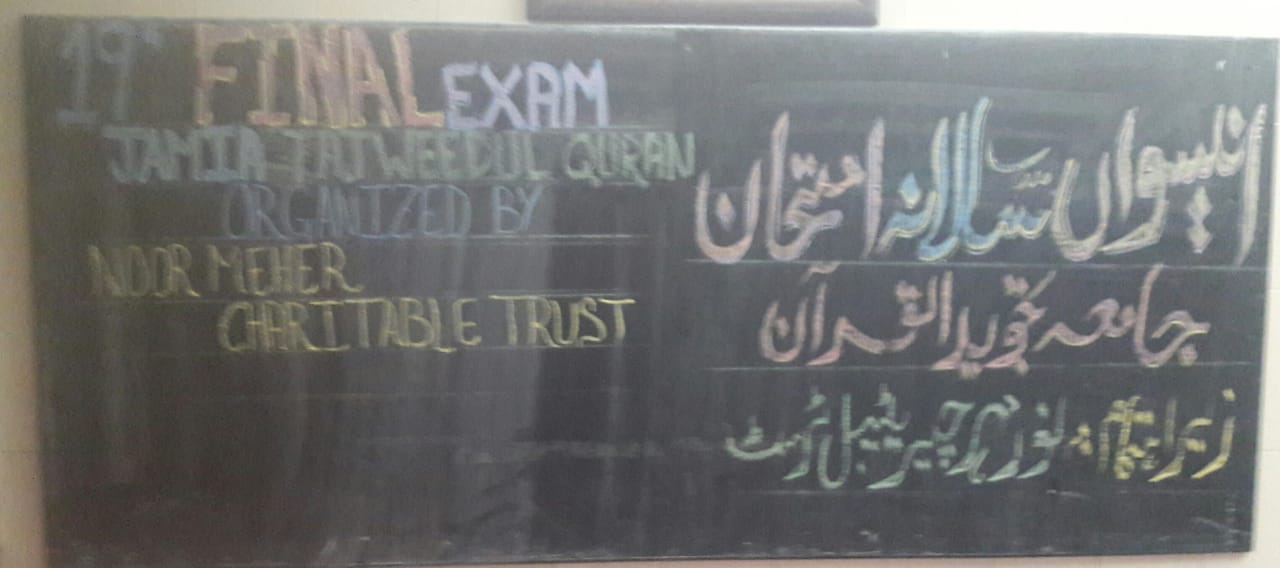 19th FINAL EXAM
JAMIA TAJWEEDUL QURAN
ORGANIZED BY
NOOR MEHER
CHARITABLE TRUST
انیسواں سالانہ امتحان
جامعہ تجوید القرآن
زیر اہتمام: نور مہر چیریٹیبل ٹرسٹ